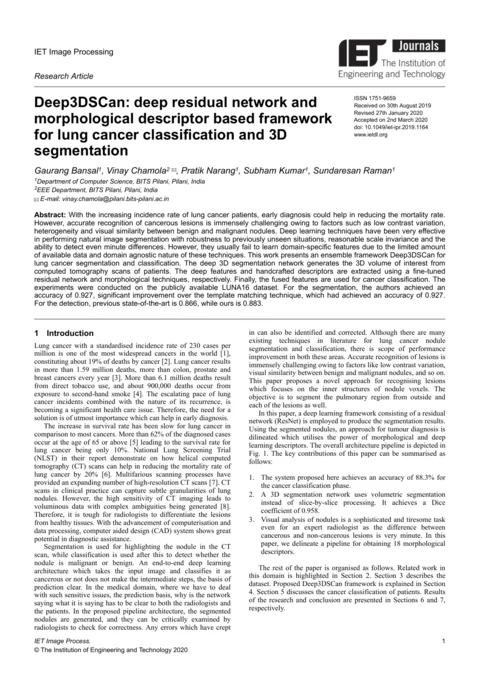 IET Image Processing
Research Article
IET
Journals
The Institution of
Engineering and Technology
Deep3DSCan: deep residual network and
morphological descriptor based framework
for lung cancer classification and 3D
segmentation
ISSN 1751-9659
Received on 30th August 2019
Revised 27th January 2020
Accepted on 2nd March 2020
doi: 10.1049/iet-ipr.2019.1164
www.ietdl.org
Gaurang Bansal1, Vinay Chamola2 ✉, Pratik Narang1, Subham Kumar1, Sundaresan Raman1
1Department of Computer Science, BITS Pilani, Pilani, India
2EEE Department, BITS Pilani, Pilani, India
✉ E-mail: vinay.chamola@pilani.bits-pilani.ac.in
Abstract: With the increasing incidence rate of lung cancer patients, early diagnosis could help in reducing the mortality rate.
However, accurate recognition of cancerous lesions is immensely challenging owing to factors such as low contrast variation,
heterogeneity and visual similarity between benign and malignant nodules. Deep learning techniques have been very effective
in performing natural image segmentation with robustness to previously unseen situations, reasonable scale invariance and the
ability to detect even minute differences. However, they usually fail to learn domain-specific features due to the limited amount
of available data and domain agnostic nature of these techniques. This work presents an ensemble framework Deep3DSCan for
lung cancer segmentation and classification. The deep 3D segmentation network generates the 3D volume of interest from
computed tomography scans of patients. The deep features and handcrafted descriptors are extracted using a fine-tuned
residual network and morphological techniques, respectively. Finally, the fused features are used for cancer classification. The
experiments were conducted on the publicly available LUNA16 dataset. For the segmentation, the authors achieved an
accuracy of 0.927, significant improvement over the template matching technique, which had achieved an accuracy of 0.927.
For the detection, previous state-of-the-art is 0.866, while ours is 0.883.
1 Introduction
Lung cancer with a standardised incidence rate of 230 cases per
million is one of the most widespread cancers in the world [1],
constituting about 19% of deaths by cancer [2]. Lung cancer results
in more than 1.59 million deaths, more than colon, prostate and
breast cancers every year [3]. More than 6.1 million deaths result
from direct tobacco use, and about 900,000 deaths occur from
exposure to second-hand smoke [4]. The escalating pace of lung
cancer incidents combined with the nature of its recurrence, is
becoming a significant health care issue. Therefore, the need for a
solution is of utmost importance which can help in early diagnosis.
The increase in survival rate has been slow for lung cancer in
comparison to most cancers. More than 62% of the diagnosed cases
occur at the age of 65 or above [5] leading to the survival rate for
lung cancer being only 10%. National Lung Screening Trial
(NLST) in their report demonstrate on how helical computed
tomography (CT) scans can help in reducing the mortality rate of
lung cancer by 20% [6]. Multifarious scanning processes have
provided an expanding number of high-resolution CT scans [7]. CT
scans in clinical practice can capture subtle granularities of lung
nodules. However, the high sensitivity of CT imaging leads to
voluminous data with complex ambiguities being generated [8].
Therefore, it is tough for radiologists to differentiate the lesions
from healthy tissues. With the advancement of computerisation and
data processing, computer aided design (CAD) system shows great
potential in diagnostic assistance.
Segmentation is used for highlighting the nodule in the CT
scan, while classification is used after this to detect whether the
nodule is malignant or benign. An end-to-end deep learning
architecture which takes the input image and classifies it as
cancerous or not does not make the intermediate steps, the basis of
prediction clear. In the medical domain, where we have to deal
with such sensitive issues, the prediction basis, why is the network
saying what it is saying has to be clear to both the radiologists and
the patients. In the proposed pipeline architecture, the segmented
nodules are generated, and they can be critically examined by
radiologists to check for correctness. Any errors which have crept
in can also be identified and corrected. Although there are many
existing techniques in literature for lung cancer nodule
segmentation and classification, there is scope of performance
improvement in both these areas. Accurate recognition of lesions is
immensely challenging owing to factors like low contrast variation,
visual similarity between benign and malignant nodules, and so on.
This paper proposes a novel approach for recognising lesions
which focuses on the inner structures of nodule voxels. The
objective is to segment the pulmonary region from outside and
each of the lesions as well.
In this paper, a deep learning framework consisting of a residual
network (ResNet) is employed to produce the segmentation results.
Using the segmented nodules, an approach for tumour diagnosis is
dilineated which utilises the power of morphological and deep
learning descriptors. The overall architecture pipeline is depicted in
Fig. 1. The key contributions of this paper can be summarised as
follows:
1. The system proposed here achieves an accuracy of 88.3% for
the cancer classification phase.
2. A 3D segmentation network uses volumetric segmentation
instead of slice-by-slice processing. It achieves a Dice
coefficient of 0.958.
3. Visual analysis of nodules is a sophisticated and tiresome task
even for an expert radiologist as the difference between
cancerous and non-cancerous lesions is very minute. In this
paper, we delineate a pipeline for obtaining 18 morphological
descriptors.
The rest of the paper is organised as follows. Related work in
this domain is highlighted in Section 2. Section 3 describes the
dataset. Proposed Deep3DSCan framework is explained in Section
4. Section 5 discusses the cancer classification of patients. Results
of the research and conclusion are presented in Sections 6 and 7,
respectively.
IET Image Process.
© The Institution of Engineering and Technology 2020
1